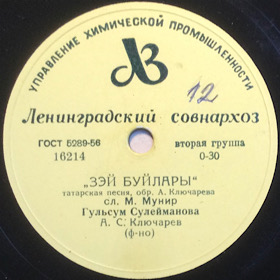 УПРАВЛЕНИЕ ХИМИЧЕСКОЙ ПРОМЫШЛЕННОСТИ
ЛЗ
12
Ленинградский совнархоз
ГОСТ 5289-56 вторая группа
16214 0-30
„ЗЭЙ БУЙЛАРЫ"
татарская песня, обр. А. Ключарева
сл. М. Мунир
Гульсум Сулейманова
А. С. Ключарев
(ф-но)